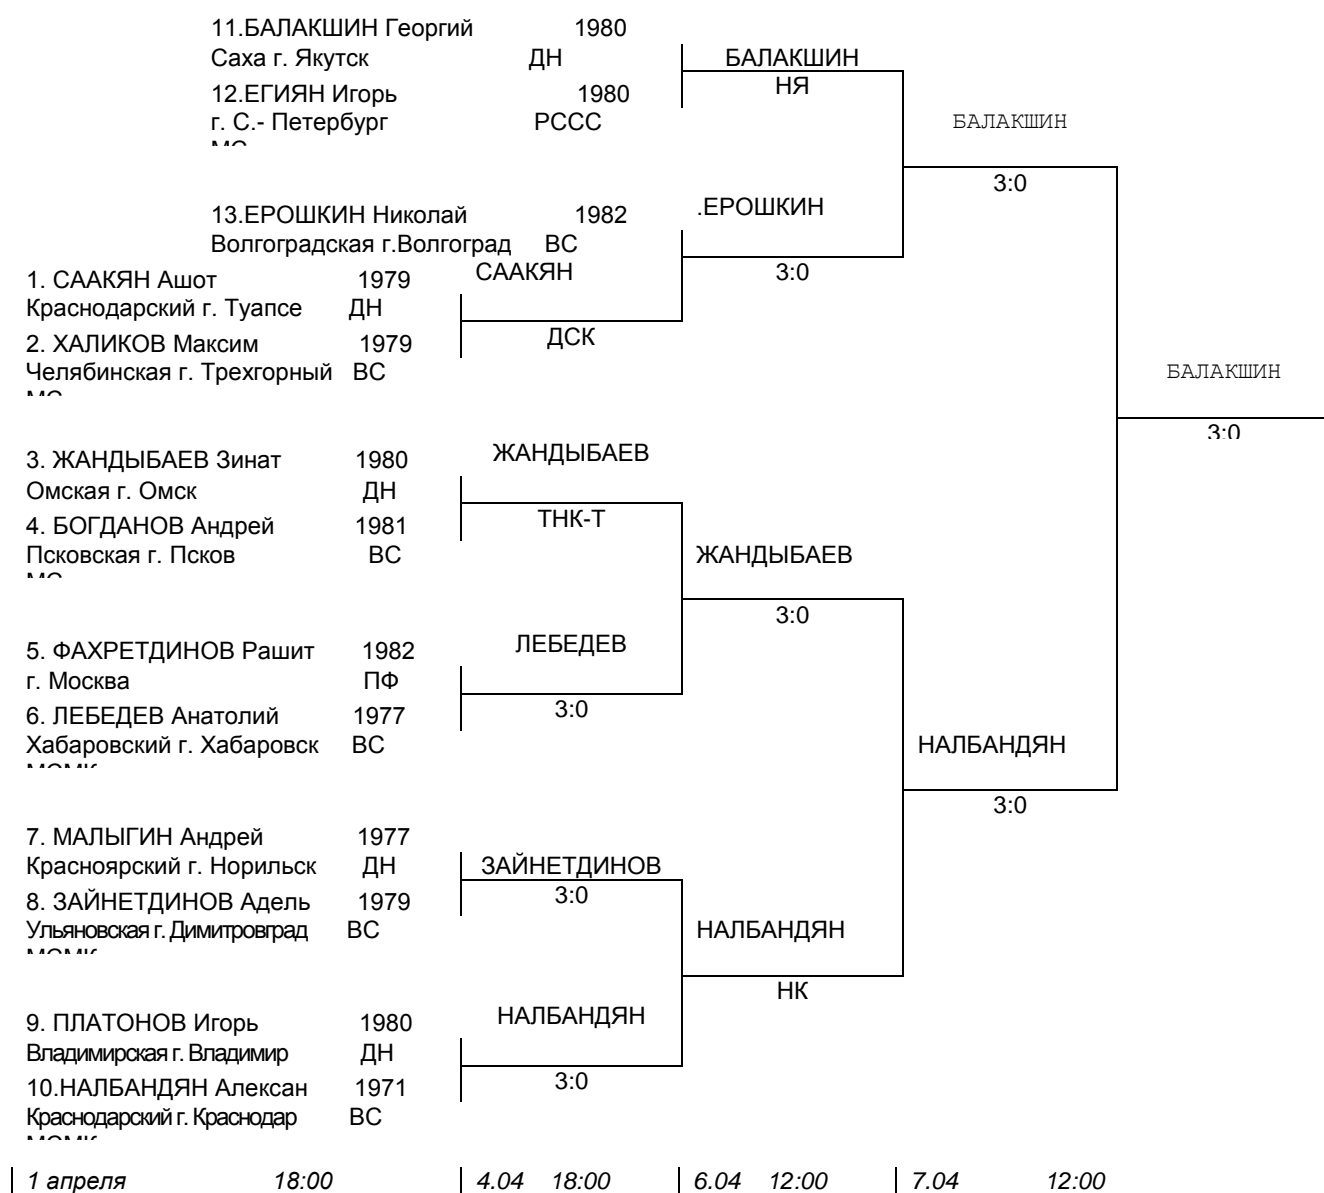 11.БАЛАКШИН Георгий 1980
Саха г. Якутск ДН БАЛАКШИН
НЯ
12.ЕГИЯН Игорь 1980
г. С.- Петербург РССС БАЛАКШИН
3:0
13.ЕРОШКИН Николай 1982 .ЕРОШКИН
Волгоградская г.Волгоград ВС
3:0
1. СААКЯН Ашот 1979 СААКЯН
Краснодарский г. Туапсе ДН
ДСК
2. ХАЛИКОВ Максим 1979
Челябинская г. Трехгорный ВС БАЛАКШИН
3:0
3. ЖАНДЫБАЕВ Зинат 1980 ЖАНДЫБАЕВ
Омская г. Омск ДН
ТНК-Т
4. БОГДАНОВ Андрей 1981
Псковская г. Псков ВС ЖАНДЫБАЕВ
3:0
5. ФАХРЕТДИНОВ Рашит 1982 ЛЕБЕДЕВ
г. Москва ПФ
3:0
6. ЛЕБЕДЕВ Анатолий 1977
Хабаровский г. Хабаровск ВС НАЛБАНДЯН
3:0
7. МАЛЫГИН Андрей 1977
Красноярский г. Норильск ДН ЗАЙНЕТДИНОВ
3:0
8. ЗАЙНЕТДИНОВ Адель 1979
Ульяновская г. Димитровград ВС НАЛБАНДЯН
НК
9. ПЛАТОНОВ Игорь 1980 НАЛБАНДЯН
Владимирская г. Владимир ДН
3:0
10.НАЛБАНДЯН Алексан 1971
Краснодарский г. Краснодар ВС
1 апреля 18:00 4.04 18:00 6.04 12:00 7.04 12:00